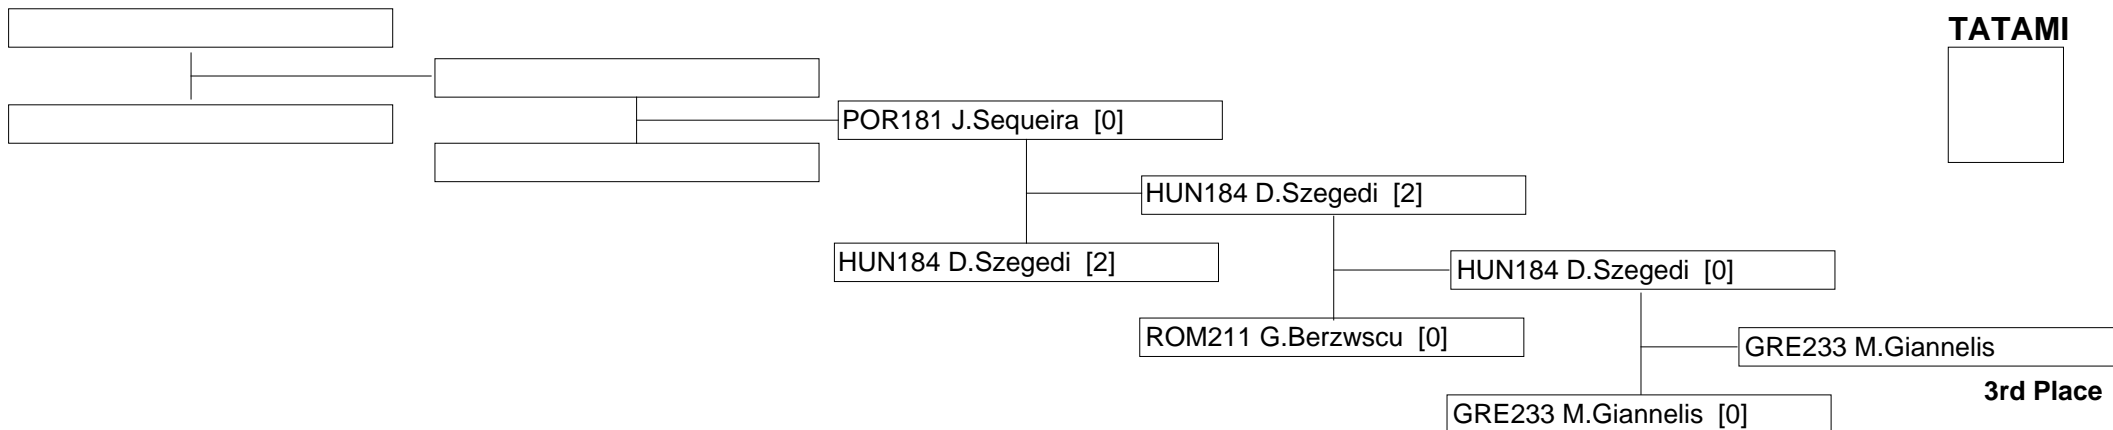 TATAMI
POR181 J.Sequeira [0]
HUN184 D.Szegedi [2]
HUN184 D.Szegedi [2]
HUN184 D.Szegedi [0]
ROM211 G.Berzwscu [0]
GRE233 M.Giannelis
3rd Place
GRE233 M.Giannelis [0]